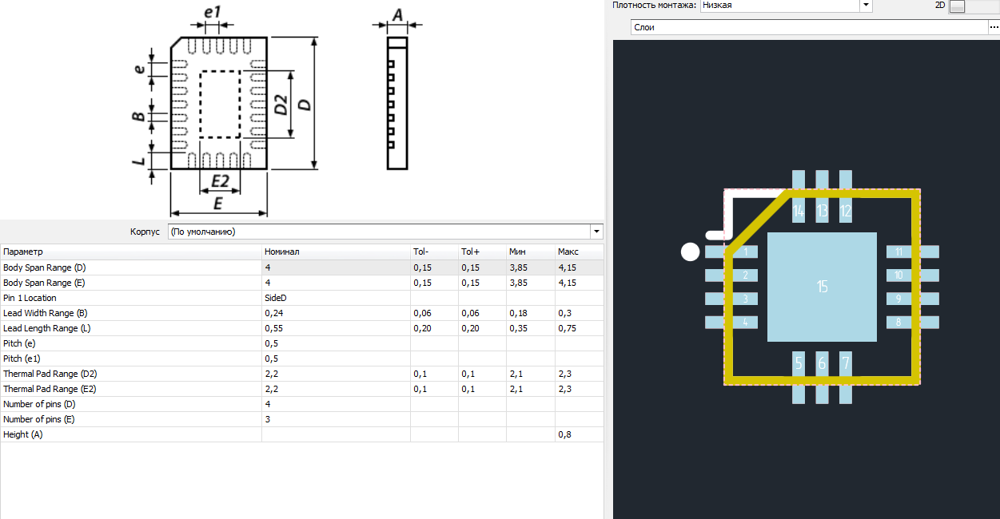 Плотность монтажа: Низкая 2D
Слои ...
e1
A
e
D2
D
B
L
E2
E
Корпус (По умолчанию)
Параметр Номинал Tol- Tol+ Мин Макс
Body Span Range (D) 4 0,15 0,15 3,85 4,15
Body Span Range (E) 4 0,15 0,15 3,85 4,15
Pin 1 Location SideD
Lead Width Range (B) 0,24 0,06 0,06 0,18 0,3
Lead Length Range (L) 0,55 0,20 0,20 0,35 0,75
Pitch (e) 0,5
Pitch (e1) 0,5
Thermal Pad Range (D2) 2,2 0,1 0,1 2,1 2,3
Thermal Pad Range (E2) 2,2 0,1 0,1 2,1 2,3
Number of pins (D) 4
Number of pins (E) 3
Height (A) 0,8
14 13 12
1 11
2 10
15
3 9
4 8
5 6 7